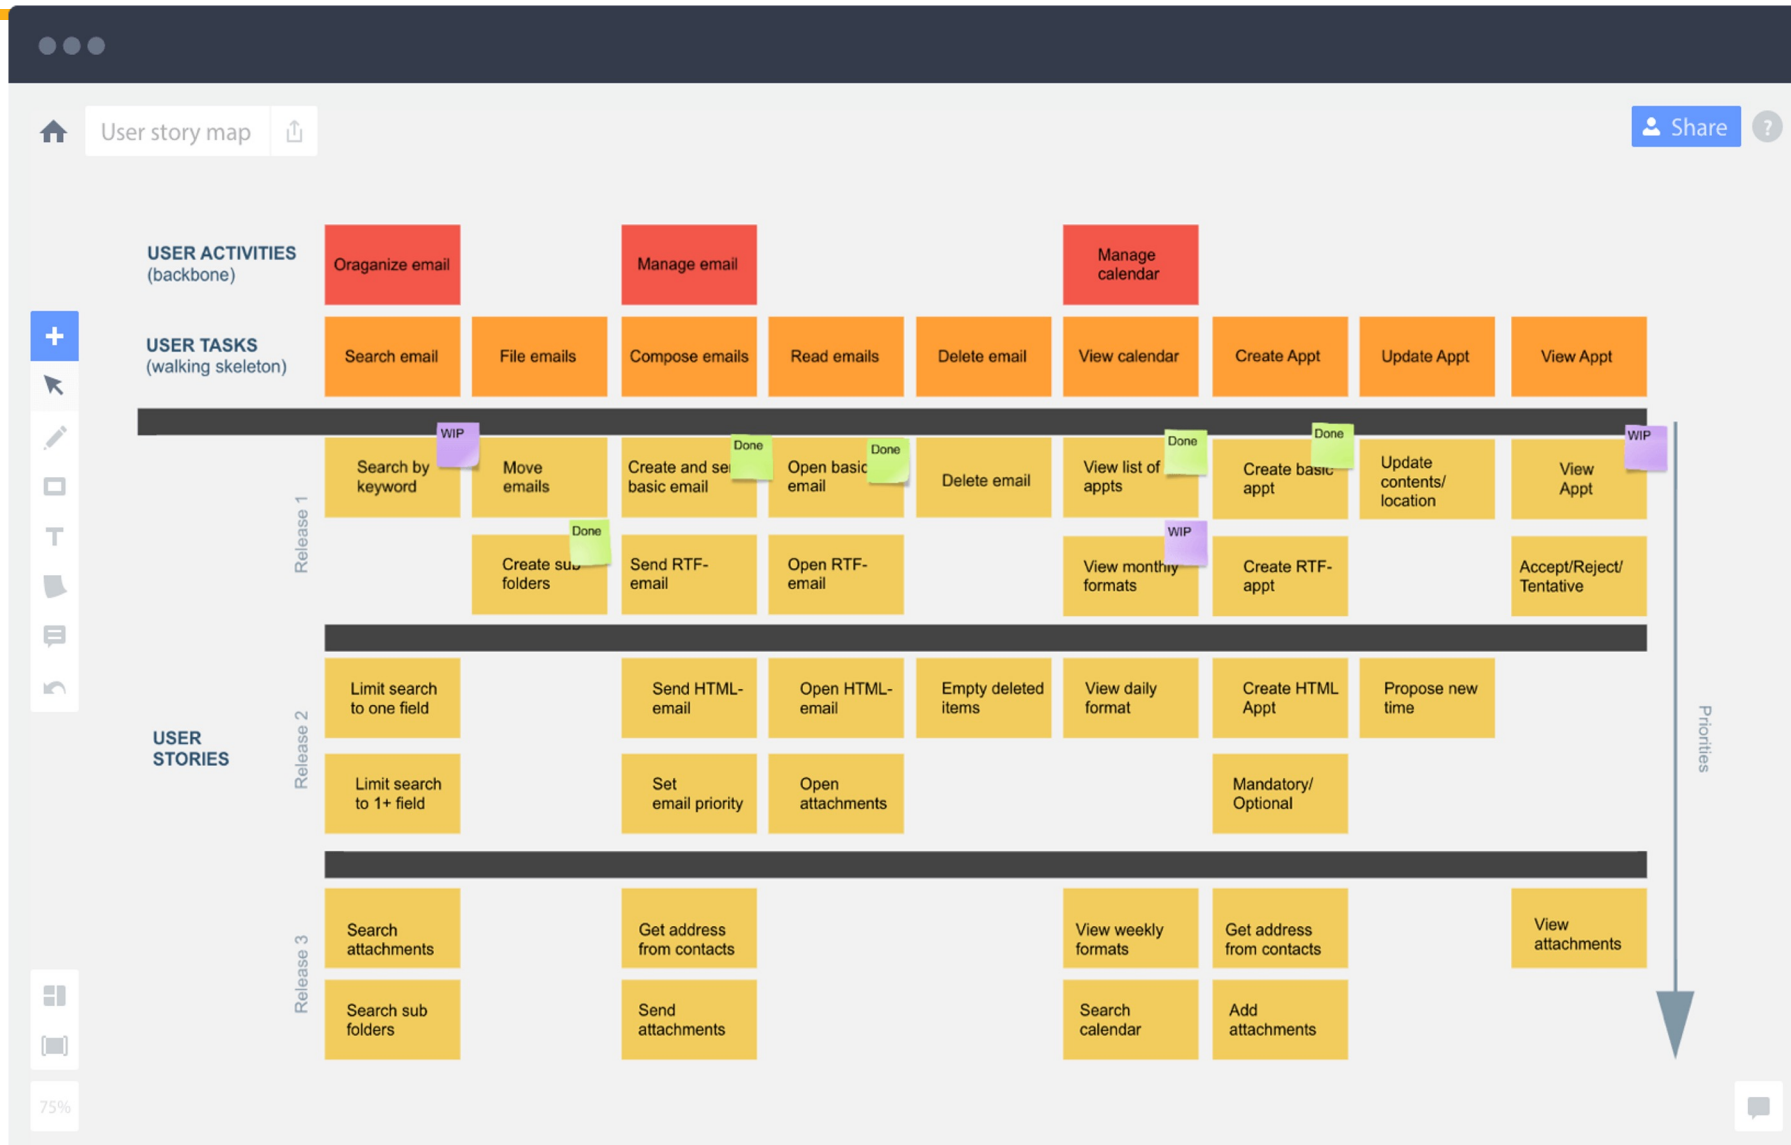 User story map
Share
?
USER ACTIVITIES
(backbone)
Oraganize email
Manage email
Manage
calendar
USER TASKS
(walking skeleton)
Search email
File emails
Compose emails
Read emails
Delete email
View calendar
Create Appt
Update Appt
View Appt
Release 1
Search by
keyword
WIP
Move
emails
Create and se
basic email
Done
Open basic
email
Done
Delete email
View list of
appts
Done
Create basic
appt
Done
Update
contents/
location
View
Appt
WIP
Create sub
folders
Done
Send RTF-
email
Open RTF-
email
View monthly
formats
WIP
Create RTF-
appt
Accept/Reject/
Tentative
USER
STORIES
Release 2
Limit search
to one field
Send HTML-
email
Open HTML-
email
Empty deleted
items
View daily
format
Create HTML
Appt
Propose new
time
Limit search
to 1+ field
Set
email priority
Open
attachments
Mandatory/
Optional
Priorities
Release 3
Search
attachments
Get address
from contacts
View weekly
formats
Get address
from contacts
View
attachments
Search sub
folders
Send
attachments
Search
calendar
Add
attachments
75%